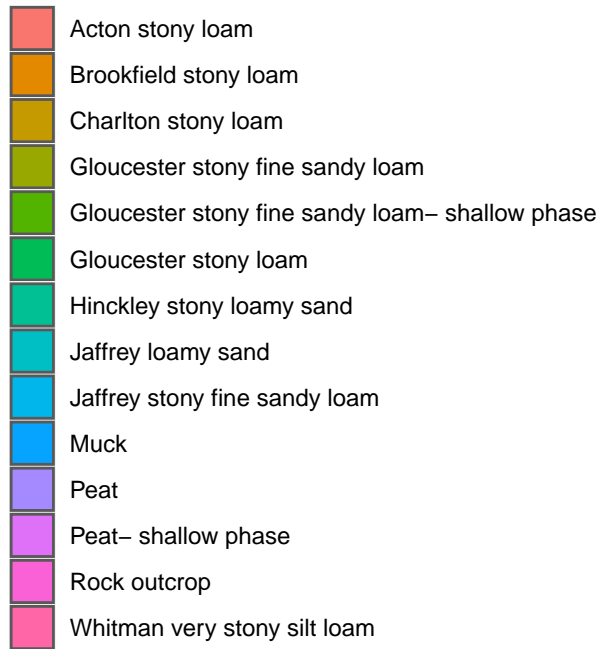 Acton stony loam
Brookfield stony loam
Charlton stony loam
Gloucester stony fine sandy loam
Gloucester stony fine sandy loam− shallow phase
Gloucester stony loam
Hinckley stony loamy sand
Jaffrey loamy sand
Jaffrey stony fine sandy loam
Muck
Peat
Peat− shallow phase
Rock outcrop
Whitman very stony silt loam